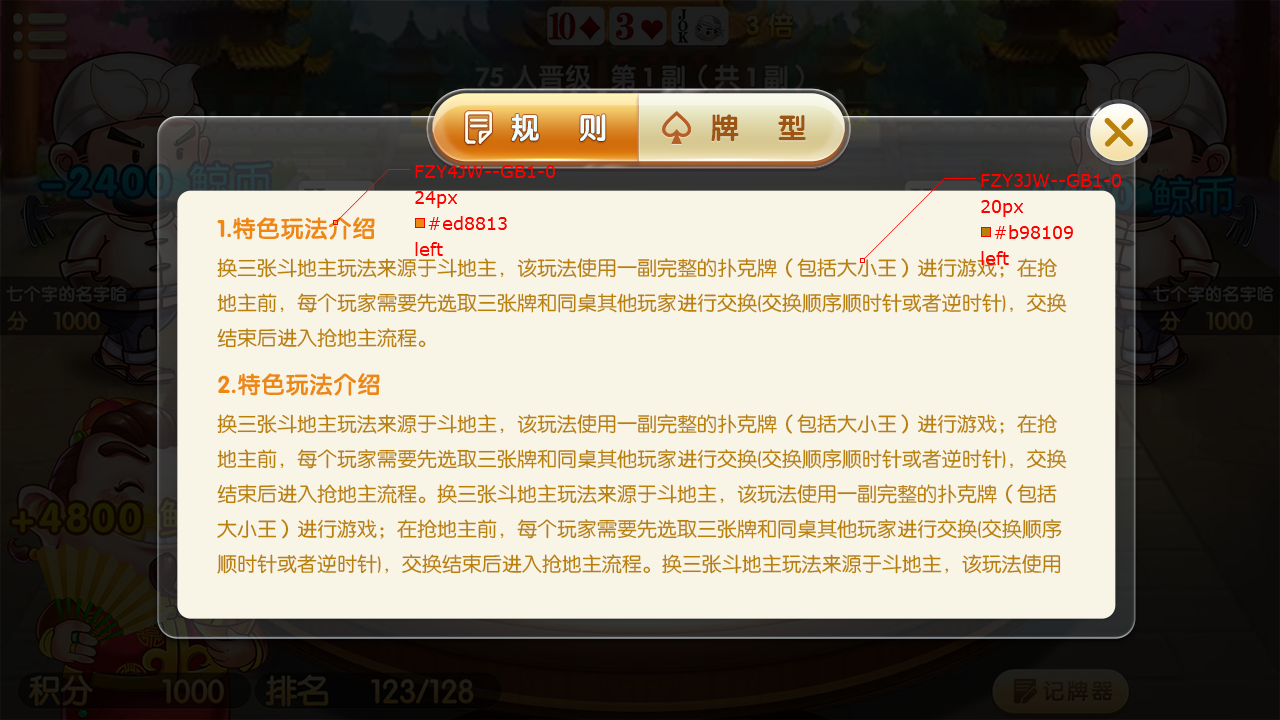 10 3 JOK 3 倍
75 人晋级 第1副（共1副）
规 则 牌 型
FZY4JW--GB1-0
24px
#ed8813
left
FZY3JW--GB1-0
20px
#b98109
left
-2400 鲸币
0 鲸币
1.特色玩法介绍
换三张斗地主玩法来源于斗地主，该玩法使用一副完整的扑克牌（包括大小王）进行游戏；在抢
地主前，每个玩家需要先选取三张牌和同桌其他玩家进行交换(交换顺序顺时针或者逆时针)，交换
结束后进入抢地主流程。
七个字的名字哈
分 1000
七个字的名字哈
分 1000
2.特色玩法介绍
换三张斗地主玩法来源于斗地主，该玩法使用一副完整的扑克牌（包括大小王）进行游戏；在抢
地主前，每个玩家需要先选取三张牌和同桌其他玩家进行交换(交换顺序顺时针或者逆时针)，交换
结束后进入抢地主流程。换三张斗地主玩法来源于斗地主，该玩法使用一副完整的扑克牌（包括
大小王）进行游戏；在抢地主前，每个玩家需要先选取三张牌和同桌其他玩家进行交换(交换顺序
顺时针或者逆时针)，交换结束后进入抢地主流程。换三张斗地主玩法来源于斗地主，该玩法使用
+4800
积分 1000 排名 123/128
记牌器